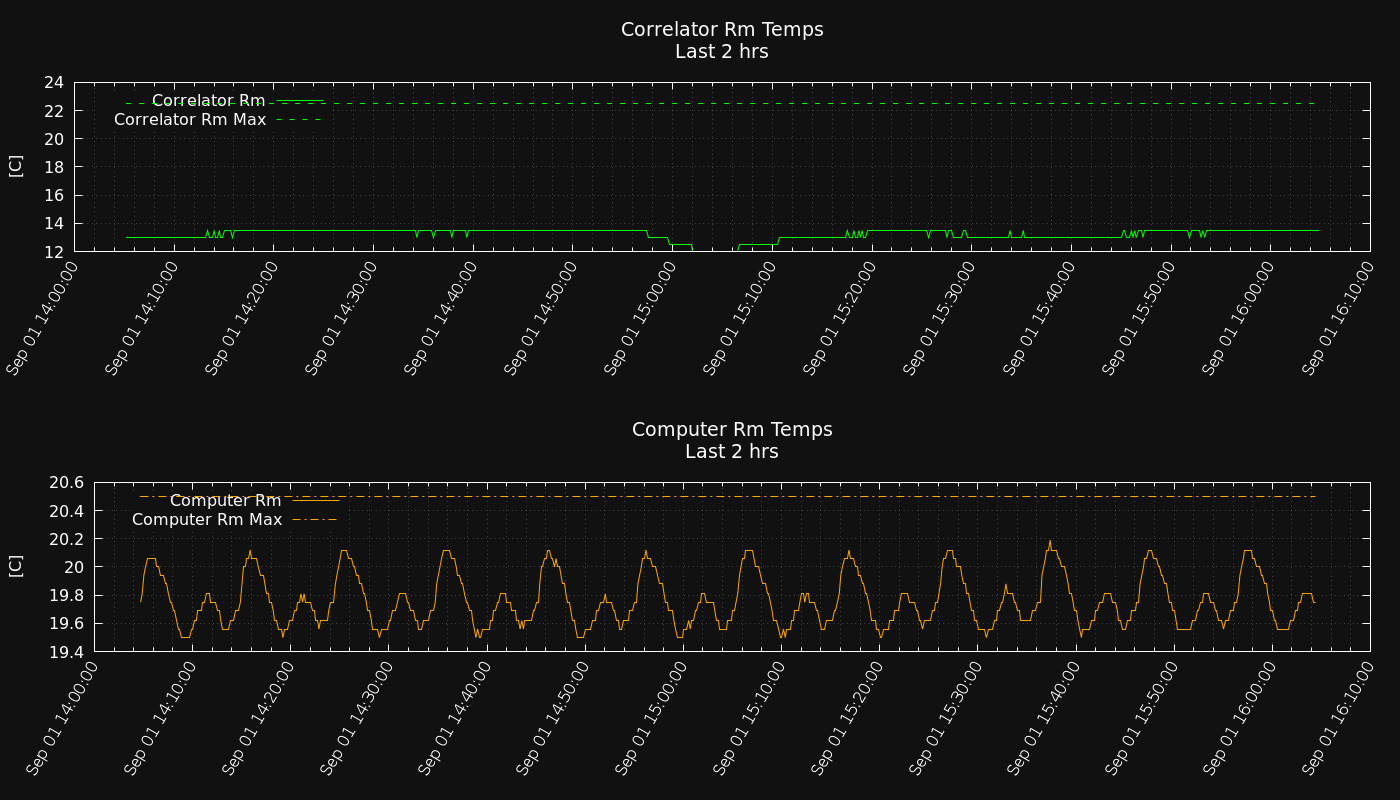 Correlator Rm Temps
Last 2 hrs
24
22
20
18
16
14
12
[C]
Correlator Rm
Correlator Rm Max
Sep 01 14:00:00
Sep 01 14:10:00
Sep 01 14:20:00
Sep 01 14:30:00
Sep 01 14:40:00
Sep 01 14:50:00
Sep 01 15:00:00
Sep 01 15:10:00
Sep 01 15:20:00
Sep 01 15:30:00
Sep 01 15:40:00
Sep 01 15:50:00
Sep 01 16:00:00
Sep 01 16:10:00
Computer Rm Temps
Last 2 hrs
20.6
20.4
20.2
20
19.8
19.6
19.4
[C]
Computer Rm
Computer Rm Max
Sep 01 14:00:00
Sep 01 14:10:00
Sep 01 14:20:00
Sep 01 14:30:00
Sep 01 14:40:00
Sep 01 14:50:00
Sep 01 15:00:00
Sep 01 15:10:00
Sep 01 15:20:00
Sep 01 15:30:00
Sep 01 15:40:00
Sep 01 15:50:00
Sep 01 16:00:00
Sep 01 16:10:00